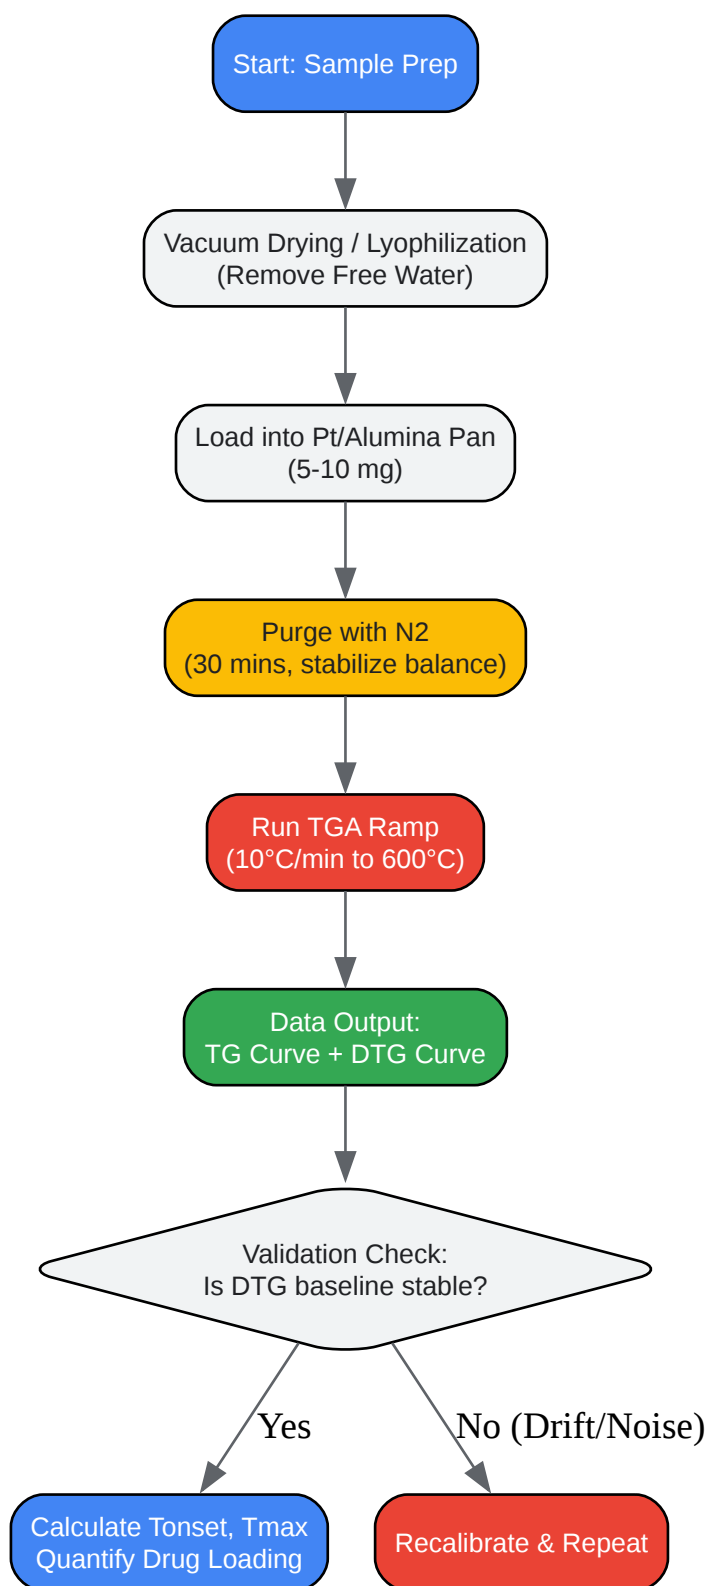 Start: Sample Prep
Vacuum Drying / Lyophilization
(Remove Free Water)
Load into Pt/Alumina Pan
(5-10 mg)
Purge with N2
(30 mins, stabilize balance)
Run TGA Ramp
(10°C/min to 600°C)
Data Output:
TG Curve + DTG Curve
Validation Check:
Is DTG baseline stable?
Yes
No (Drift/Noise)
Calculate Tonset, Tmax
Quantify Drug Loading
Recalibrate & Repeat